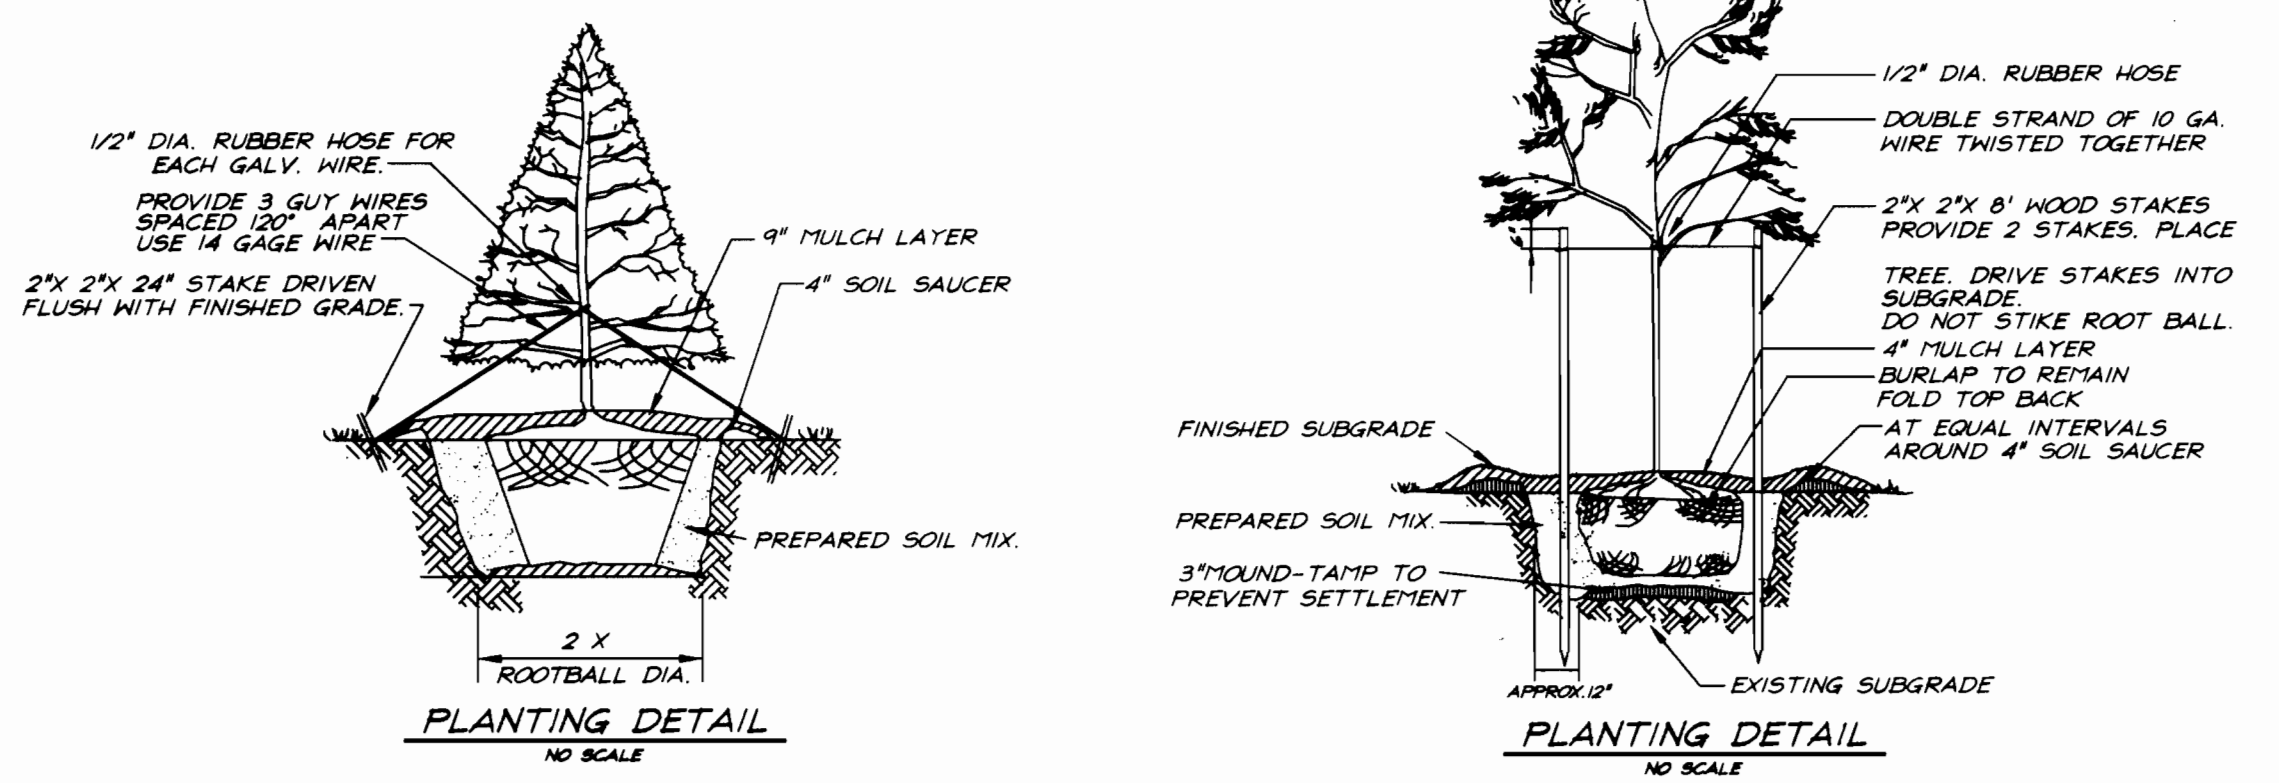 1/2" DIA. RUBBER HOSE FOR
EACH GALV. WIRE.
PROVIDE 3 GUY WIRES
SPACED 120° APART
USE 14 GAGE WIRE
2"X 2"X 24" STAKE DRIVEN
FLUSH WITH FINISHED GRADE.
9" MULCH LAYER
4" SOIL SAUCER
PREPARED SOIL MIX.
2 X
ROOTBALL DIA.
PLANTING DETAIL
NO SCALE
1/2" DIA. RUBBER HOSE
DOUBLE STRAND OF 10 GA.
WIRE TWISTED TOGETHER
2"X 2"X 8' WOOD STAKES
PROVIDE 2 STAKES. PLACE
TREE. DRIVE STAKES INTO
SUBGRADE.
DO NOT STIKE ROOT BALL.
4" MULCH LAYER
BURLAP TO REMAIN
FOLD TOP BACK
AT EQUAL INTERVALS
AROUND 4" SOIL SAUCER
FINISHED SUBGRADE
PREPARED SOIL MIX.
3"MOUND-TAMP TO
PREVENT SETTLEMENT
APPROX.12"
EXISTING SUBGRADE
PLANTING DETAIL
NO SCALE